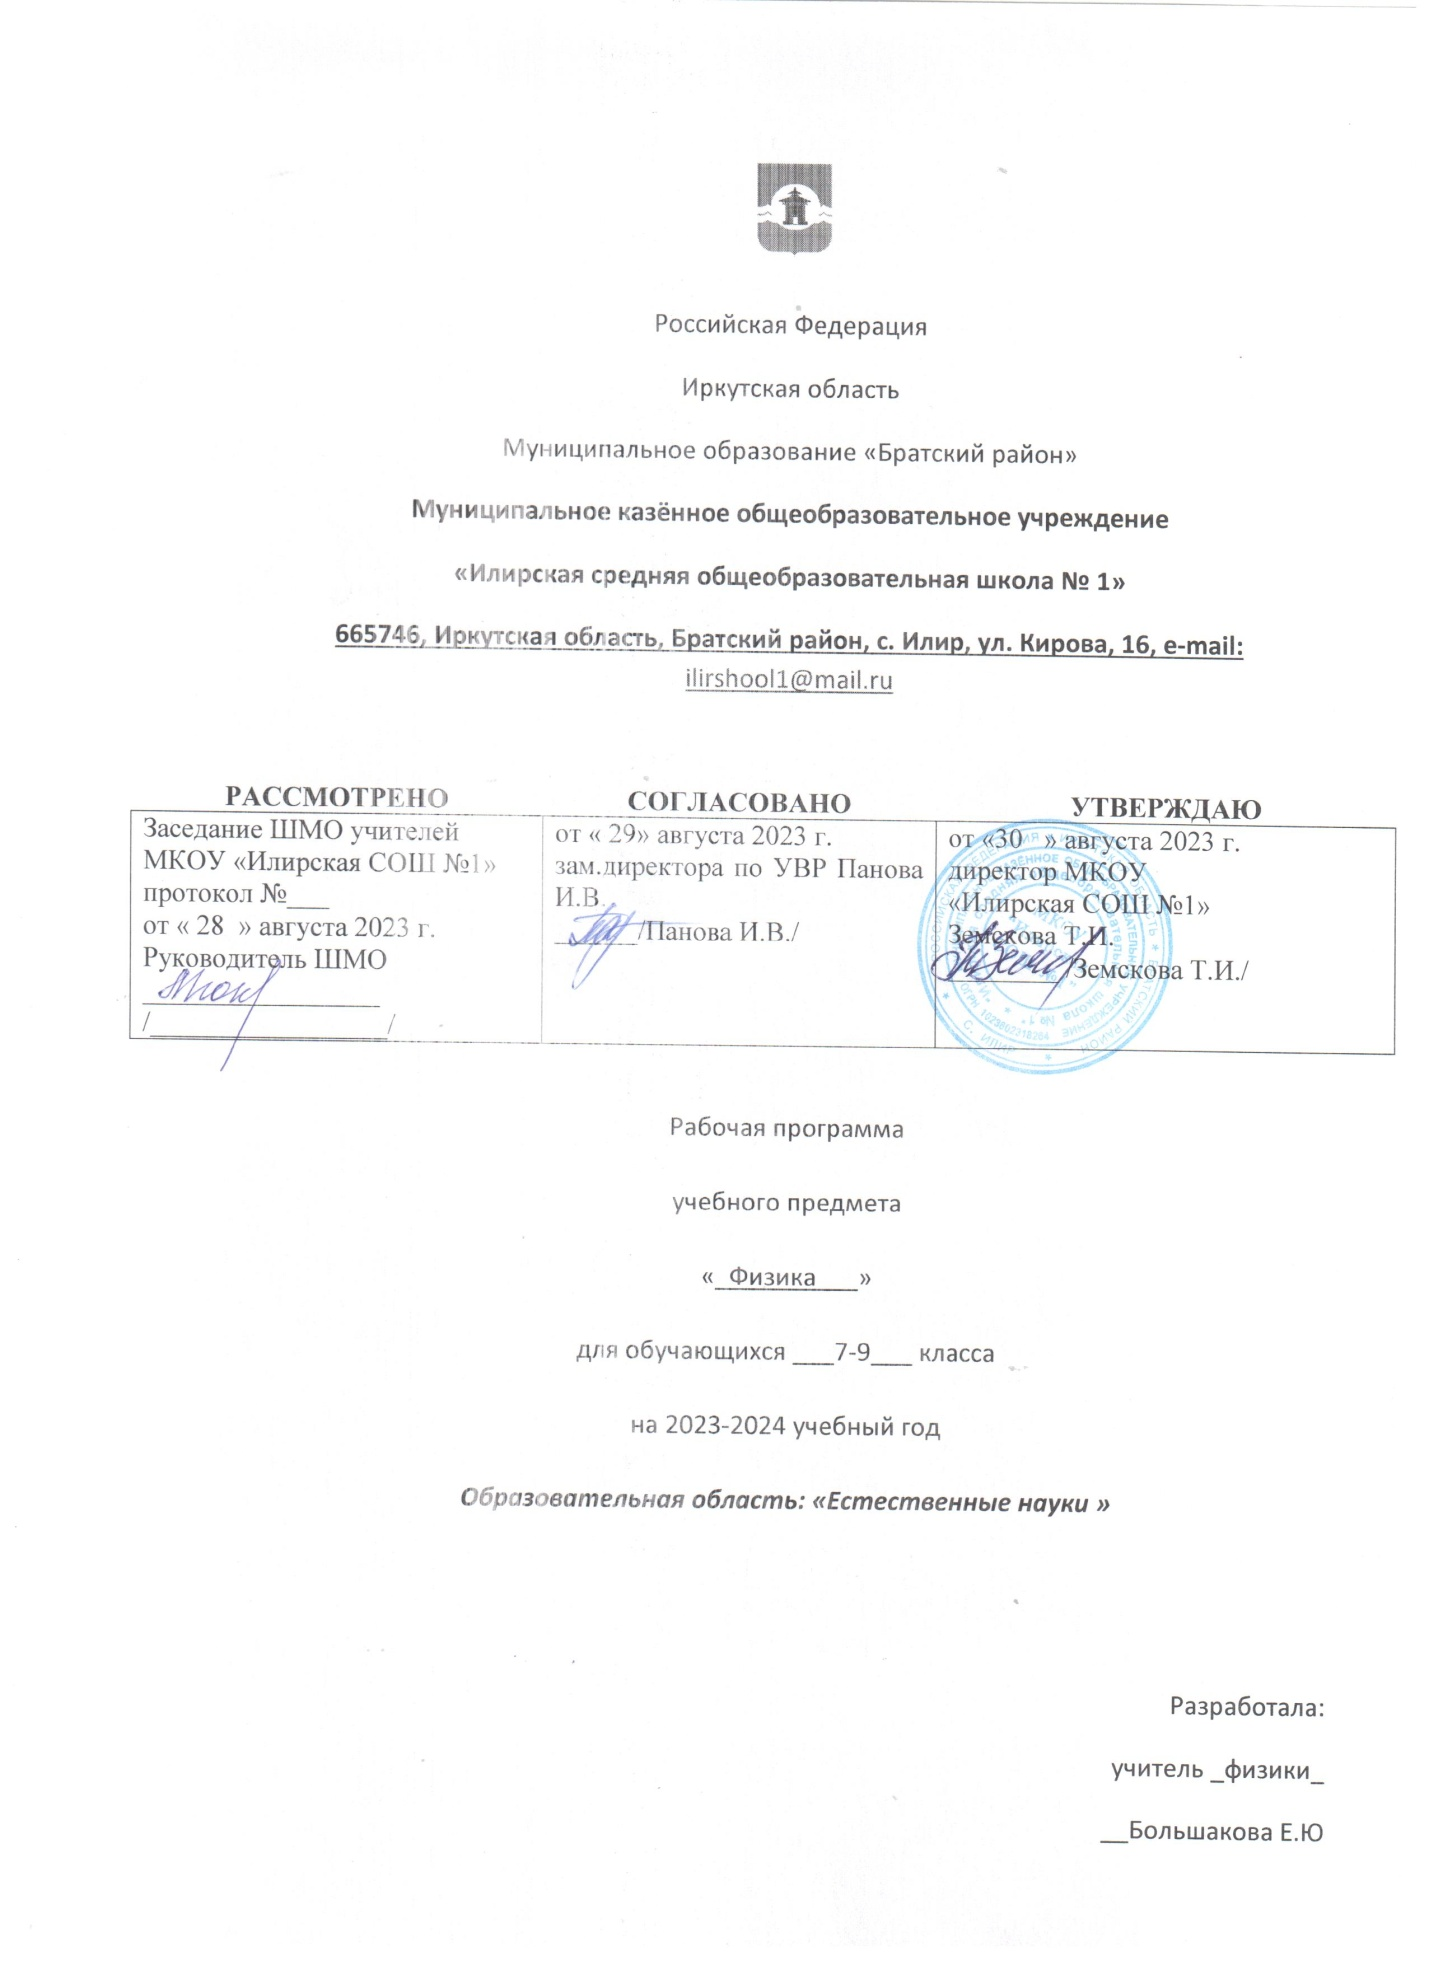 Российская Федерация
Иркутская область
Муниципальное образование «Братский район»
Муниципальное казённое общеобразовательное учреждение
«Илирская средняя общеобразовательная школа № 1»
665746, Иркутская область, Братский район, с. Илир, ул. Кирова, 16, e-mail:
ilirshool1@mail.ru
РАССМОТРЕНО
Заседание ШМО учителей
МКОУ «Илирская СОШ №1»
протокол №___
от « 28  » августа 2023 г.
Руководитель ШМО
_________________
/_________________/
СОГЛАСОВАНО
от « 29» августа 2023 г.
зам.директора по УВР Панова
И.В.
______/Панова И.В./
УТВЕРЖДАЮ
от «30   » августа 2023 г.
директор МКОУ
«Илирская СОШ №1»
Земскова Т.И.
_________/Земскова Т.И./
Рабочая программа
учебного предмета
«_Физика___»
для обучающихся ___7-9___ класса
на 2023-2024 учебный год
Образовательная область: «Естественные науки »
Разработала:
учитель _физики_
__Большакова Е.Ю